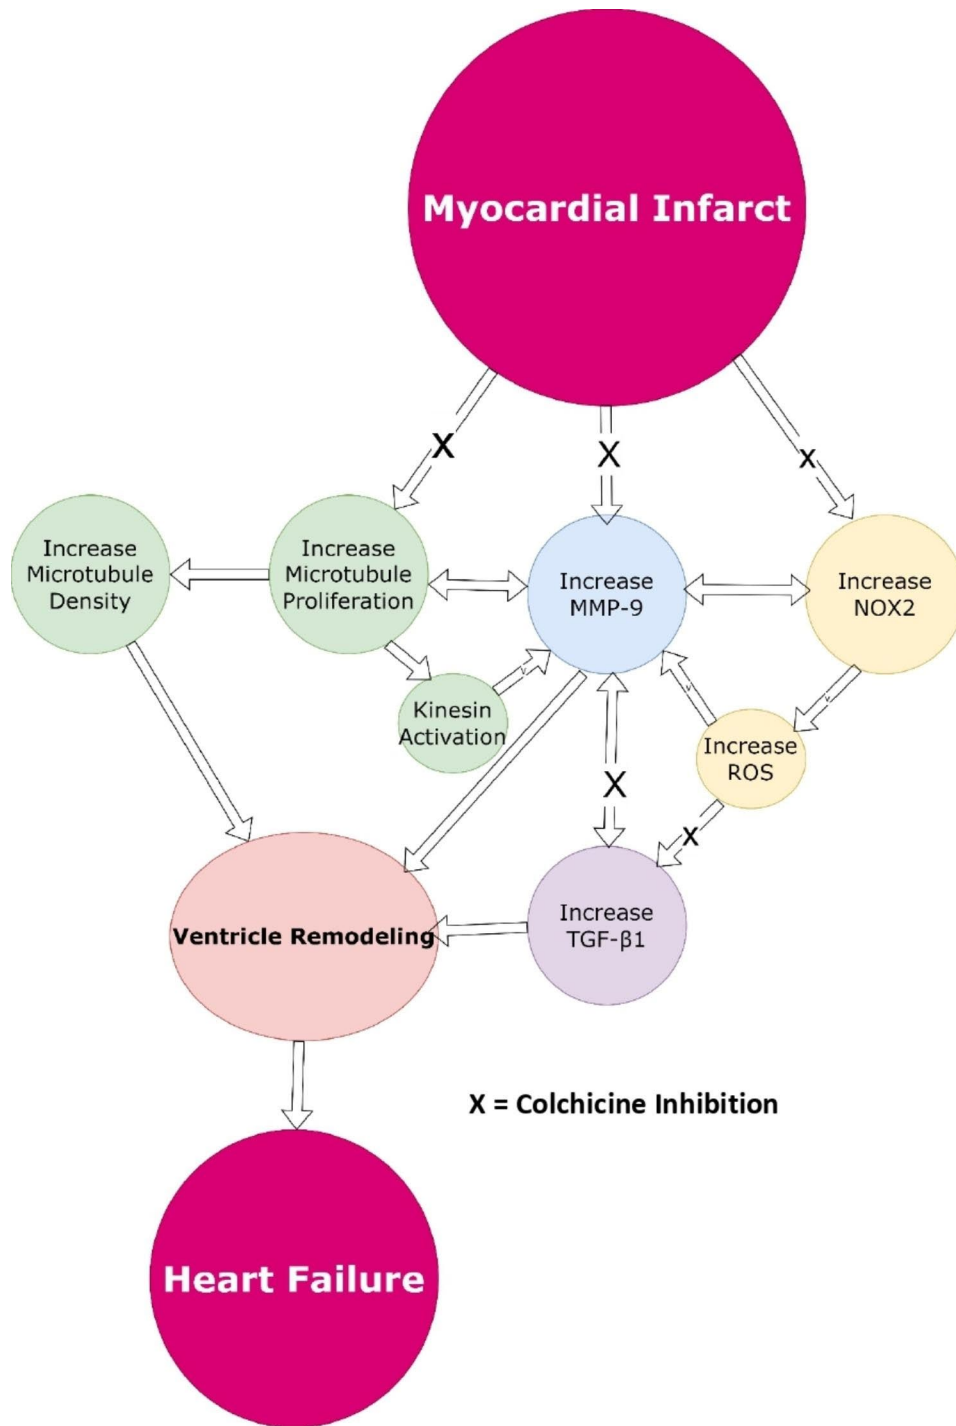 Myocardial Infarct
X
X
x
Increase
Microtubule
Density
Increase
Microtubule
Proliferation
Increase
MMP-9
Increase
NOX2
Kinesin
Activation
Increase
ROS
X
x
Increase
TGF-β1
Ventricle Remodeling
X = Colchicine Inhibition
Heart Failure